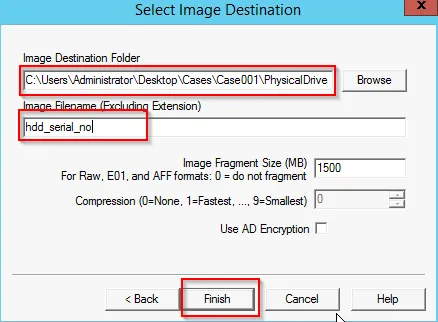 Select Image Destination
X
Image Destination Folder
C:\Users\Administrator\Desktop\Cases\Case001\PhysicalDrive
Browse
Image Filename (Excluding Extension)
hdd_serial_no
Image Fragment Size (MB)
1500
For Raw, E01, and AFF formats: 0 = do not fragment
Compression (0=None, 1=Fastest, ..., 9=Smallest)
0
Use AD Encryption
< Back
Finish
Cancel
Help